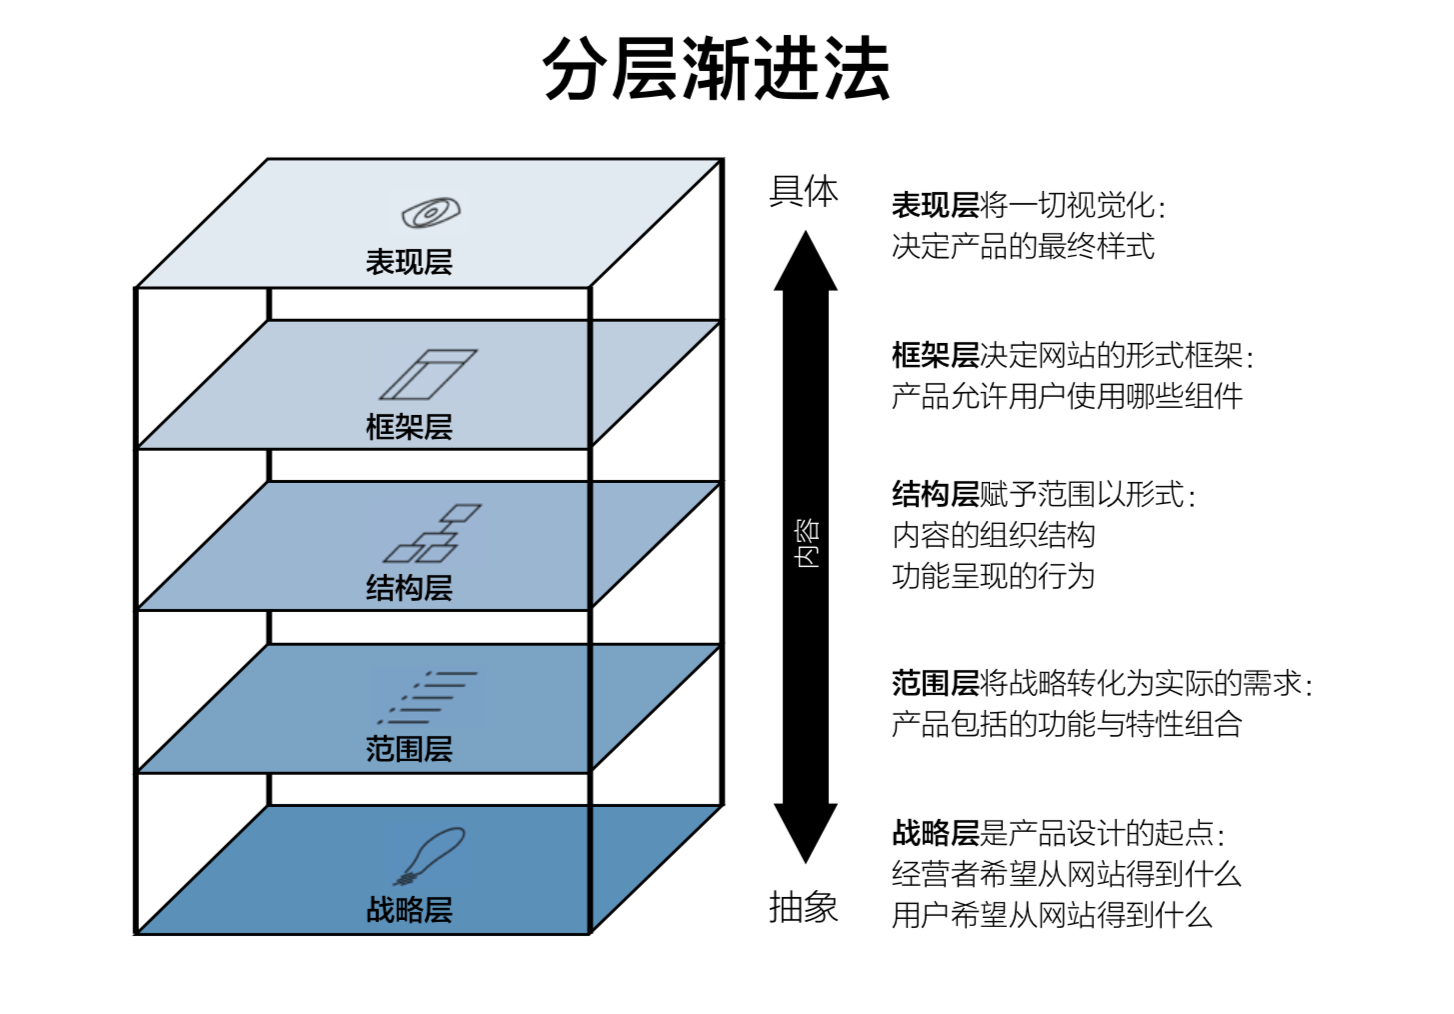 分层渐进法
表现层
框架层
结构层
范围层
战略层
具体
内容
抽象
表现层将一切视觉化：
决定产品的最终样式
框架层决定网站的形式框架：
产品允许用户使用哪些组件
结构层赋予范围以形式：
内容的组织结构
功能呈现的行为
范围层将战略转化为实际的需求：
产品包括的功能与特性组合
战略层是产品设计的起点：
经营者希望从网站得到什么
用户希望从网站得到什么